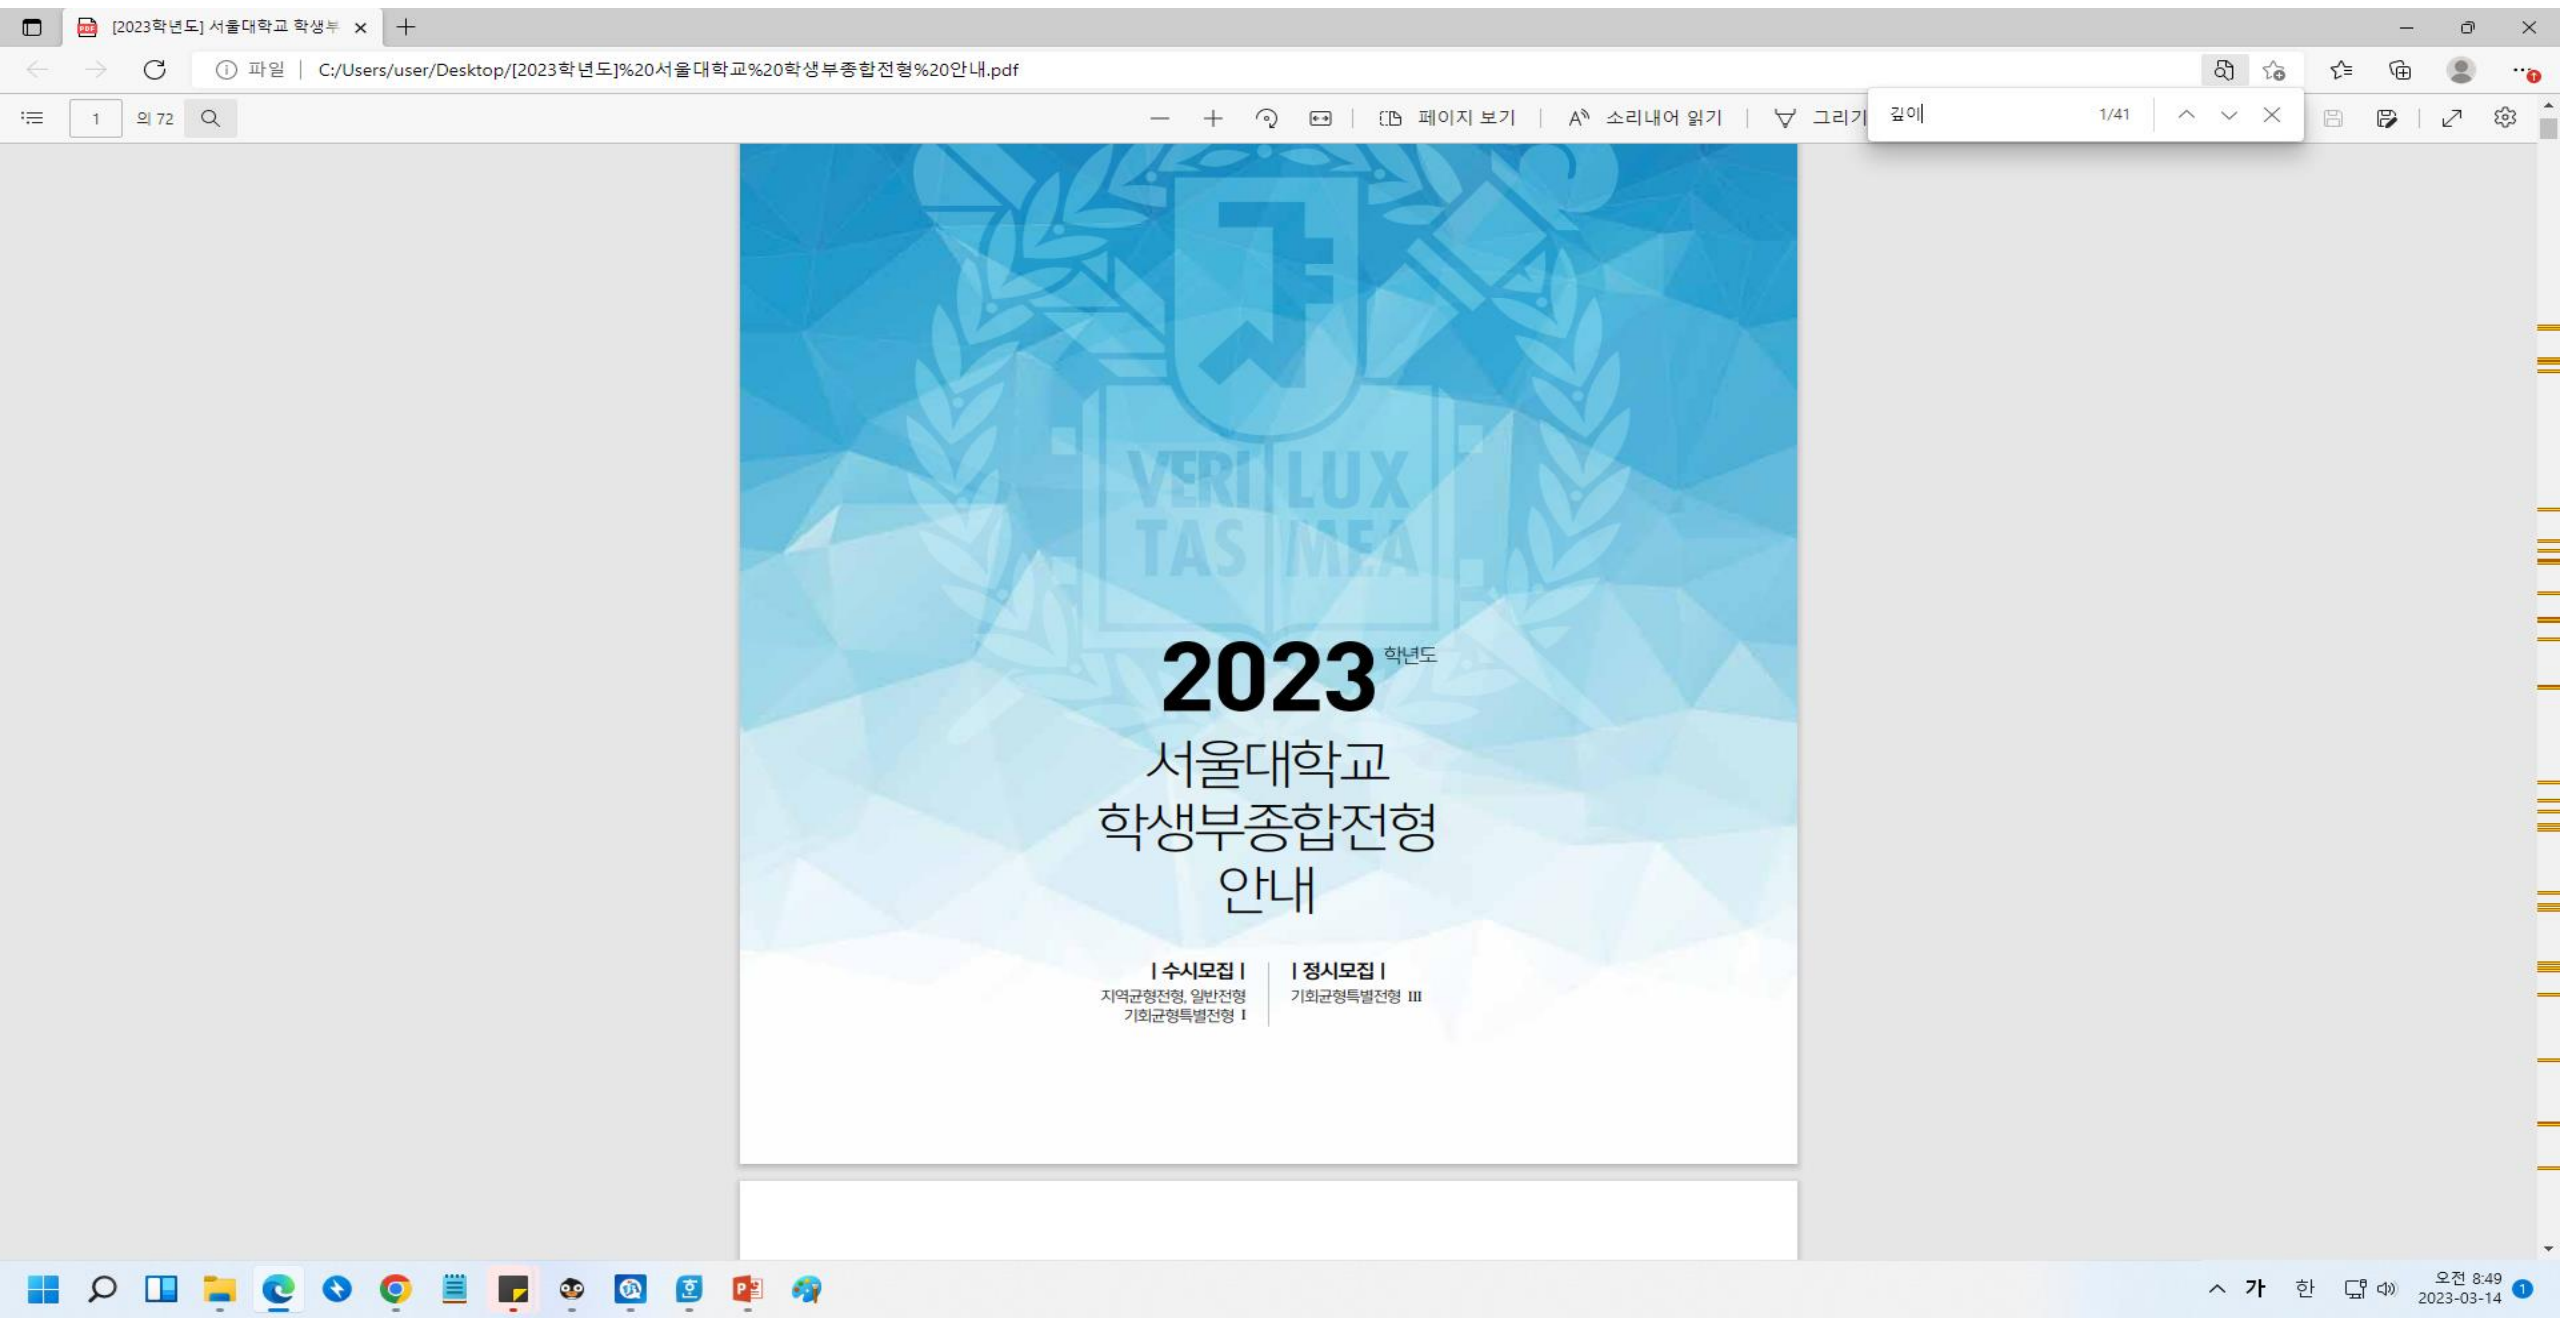 [2023학년도] 서울대학교 학생부
파일 C:/Users/user/Desktop/[2023학년도]%20서울대학교%20학생부종합전형%20안내.pdf
1 의 72 페이지 보기 소리내어 읽기 그리기 깊이 1/41
VERI LUX
TAS MEA
2023 학년도
서울대학교
학생부종합전형
안내
| 수시모집 |
지역균형전형, 일반전형
기회균형특별전형 I
| 정시모집 |
기회균형특별전형 III
가 한 오전 8:49
2023-03-14 1